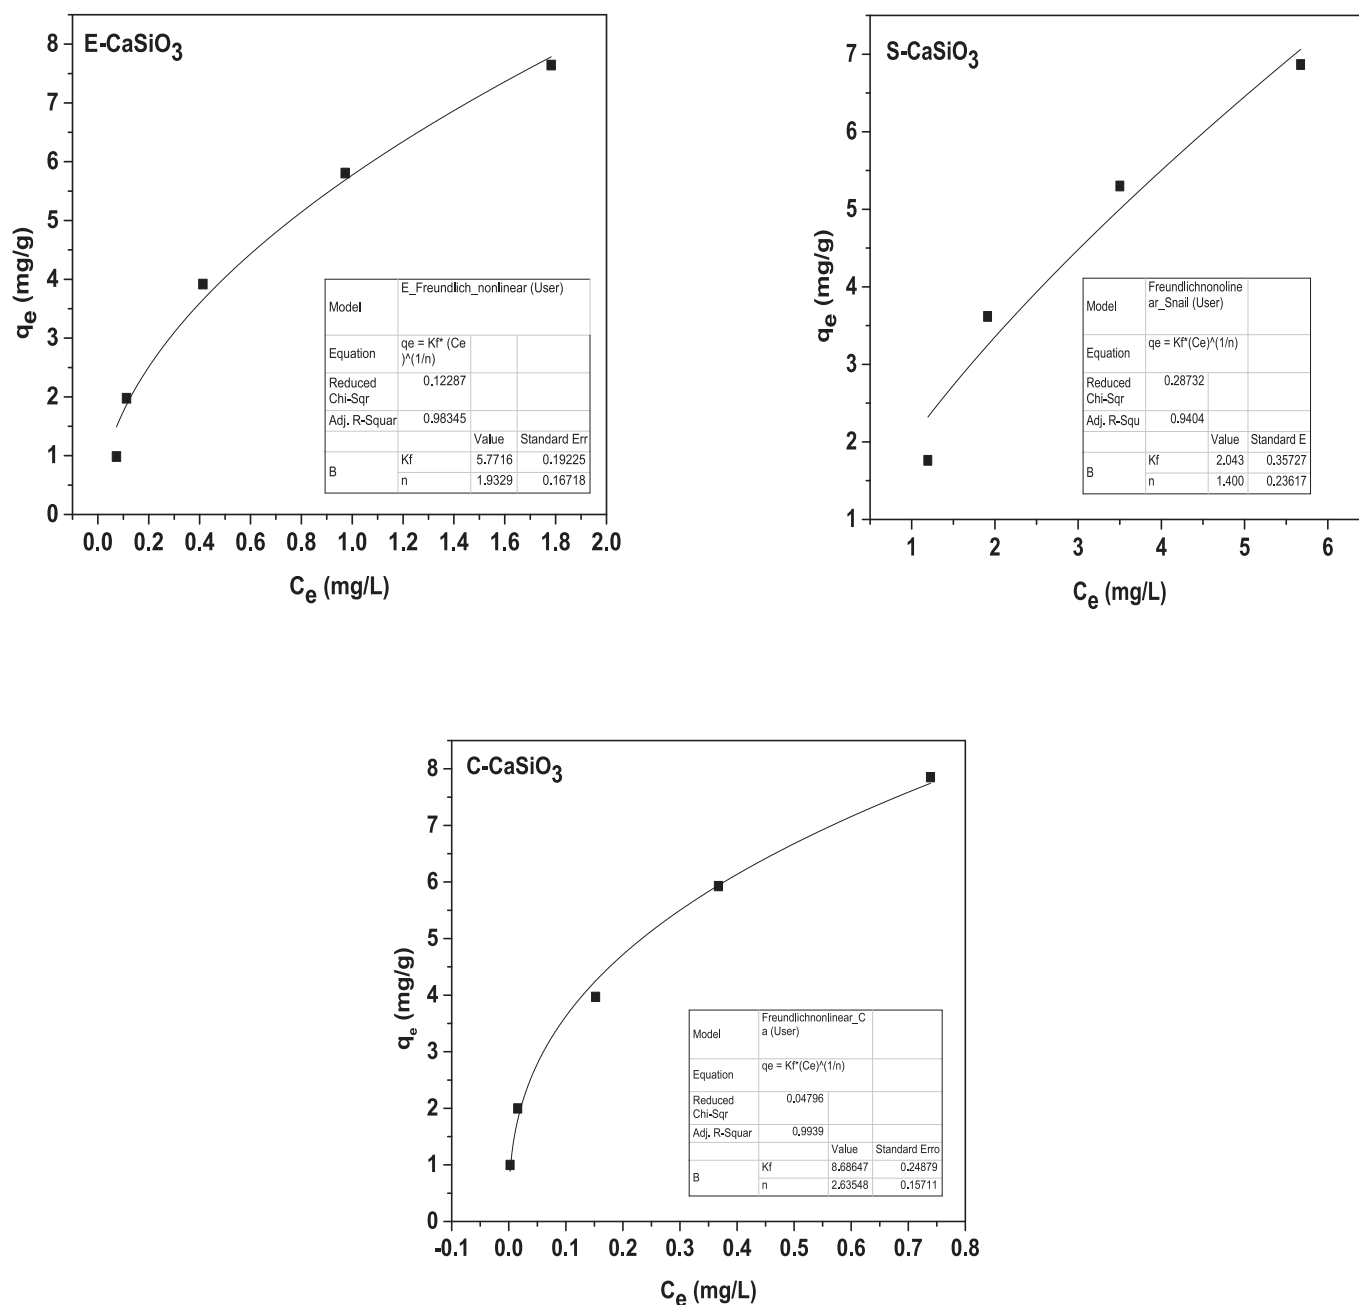 E-CaSiO3
8
7
6
5
4
3
2
1
0
qe (mg/g)
0.0 0.2 0.4 0.6 0.8 1.0 1.2 1.4 1.6 1.8 2.0
Ce (mg/L)
Model E_Freundlich_nonlinear (User)
Equation qe = Kf* (Ce
)^(1/n)
Reduced 0.12287
Chi-Sqr
Adj. R-Squar 0.98345
Value Standard Err
B Kf 5.7716 0.19225
n 1.9329 0.16718
S-CaSiO3
7
6
5
4
3
2
1
qe (mg/g)
1 2 3 4 5 6
Ce (mg/L)
Model Freundlichnonoline
ar_Snail (User)
Equation qe = Kf*(Ce)^(1/n)
Reduced 0.28732
Chi-Sqr
Adj. R-Squ 0.9404
Value Standard E
B Kf 2.043 0.35727
n 1.400 0.23617
C-CaSiO3
8
7
6
5
4
3
2
1
0
qe (mg/g)
-0.1 0.0 0.1 0.2 0.3 0.4 0.5 0.6 0.7 0.8
Ce (mg/L)
Model Freundlichnonlinear_C
a (User)
Equation qe = Kf*(Ce)^(1/n)
Reduced 0.04796
Chi-Sqr
Adj. R-Squar 0.9939
Value Standard Erro
B Kf 8.68647 0.24879
n 2.63548 0.15711